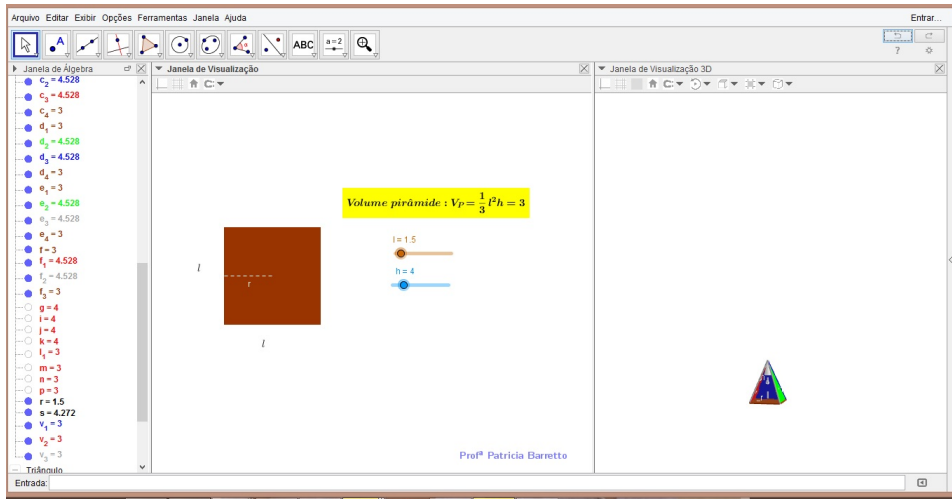 Arquivo Editar Exibir Opções Ferramentas Janela Ajuda Entrar...
A ABC a=2
?
Janela de Álgebra
Janela de Visualização
Janela de Visualização 3D
c₂ = 4.528
c₃ = 4.528
c₄ = 3
d₁ = 3
d₂ = 4.528
d₃ = 4.528
d₄ = 3
e₁ = 3
e₂ = 4.528
e₃ = 4.528
e₄ = 3
f = 3
f₁ = 4.528
f₂ = 4.528
f₃ = 3
g = 4
i = 4
j = 4
k = 4
l₁ = 3
m = 3
n = 3
p = 3
r = 1.5
s = 4.272
v₁ = 3
v₂ = 3
v₃ = 3
Triângulo
Volume pirâmide : V_P = 1/3 l²h = 3
l = 1.5
h = 4
l
r
l
Profª Patricia Barretto
Entrada: